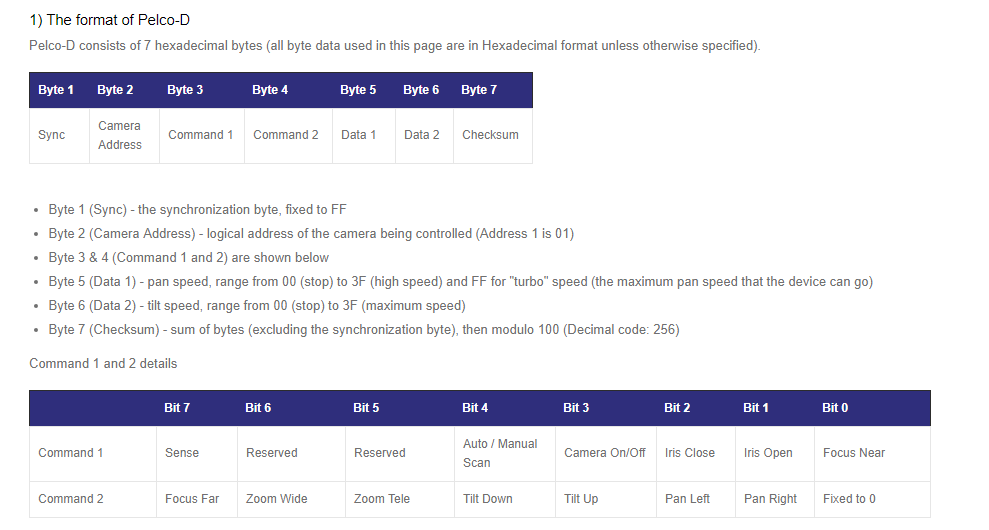 1) The format of Pelco-D
Pelco-D consists of 7 hexadecimal bytes (all byte data used in this page are in Hexadecimal format unless otherwise specified).
Byte 1 Byte 2 Byte 3 Byte 4 Byte 5 Byte 6 Byte 7
Sync Camera Address Command 1 Command 2 Data 1 Data 2 Checksum
• Byte 1 (Sync) - the synchronization byte, fixed to FF
• Byte 2 (Camera Address) - logical address of the camera being controlled (Address 1 is 01)
• Byte 3 & 4 (Command 1 and 2) are shown below
• Byte 5 (Data 1) - pan speed, range from 00 (stop) to 3F (high speed) and FF for "turbo" speed (the maximum pan speed that the device can go)
• Byte 6 (Data 2) - tilt speed, range from 00 (stop) to 3F (maximum speed)
• Byte 7 (Checksum) - sum of bytes (excluding the synchronization byte), then modulo 100 (Decimal code: 256)
Command 1 and 2 details
Bit 7 Bit 6 Bit 5 Bit 4 Bit 3 Bit 2 Bit 1 Bit 0
Command 1 Sense Reserved Reserved Auto / Manual Scan Camera On/Off Iris Close Iris Open Focus Near
Command 2 Focus Far Zoom Wide Zoom Tele Tilt Down Tilt Up Pan Left Pan Right Fixed to 0